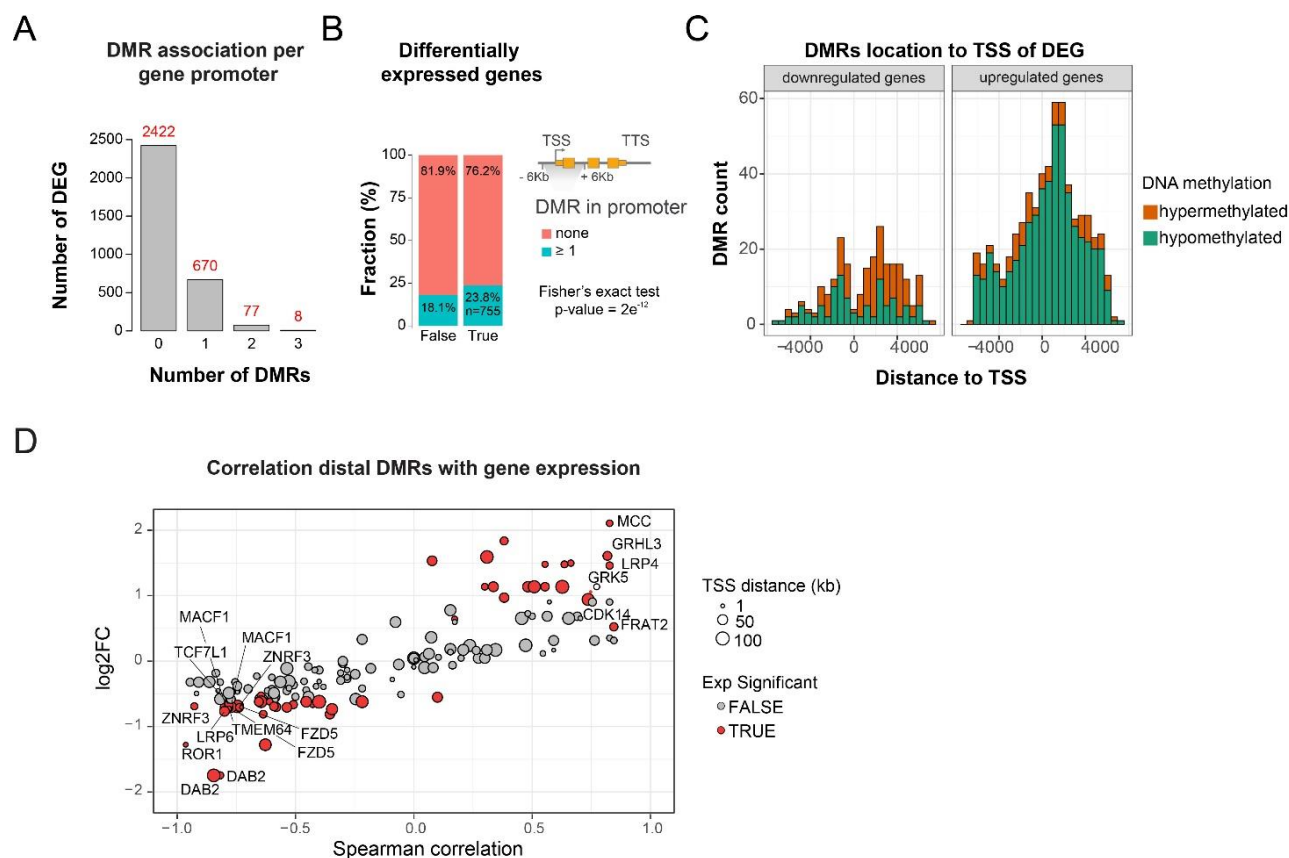 A
DMR association per
gene promoter
Number of DEG
2500
2000
1500
1000
500
0
2422
670
77
8
0 1 2 3
Number of DMRs
B
Differentially
expressed genes
Fraction (%)
100
75
50
25
0
81.9% 76.2%
18.1%
23.8%
n=755
False True
TSS TTS
- 6Kb + 6Kb
DMR in promoter
none
≥ 1
Fisher's exact test
p-value = 2e-12
C
DMRs location to TSS of DEG
downregulated genes upregulated genes
DMR count
60
40
20
0
−4000 0 4000 −4000 0 4000
Distance to TSS
DNA methylation
hypermethylated
hypomethylated
D
Correlation distal DMRs with gene expression
log2FC
2
1
0
−1
−2
MCC
GRHL3
LRP4
GRK5
CDK14
FRAT2
MACF1
MACF1
TCF7L1
ZNRF3
ZNRF3
TMEM64
FZD5
LRP6
ROR1
FZD5
DAB2
DAB2
−1.0 −0.5 0.0 0.5 1.0
Spearman correlation
TSS distance (kb)
1
50
100
Exp Significant
FALSE
TRUE